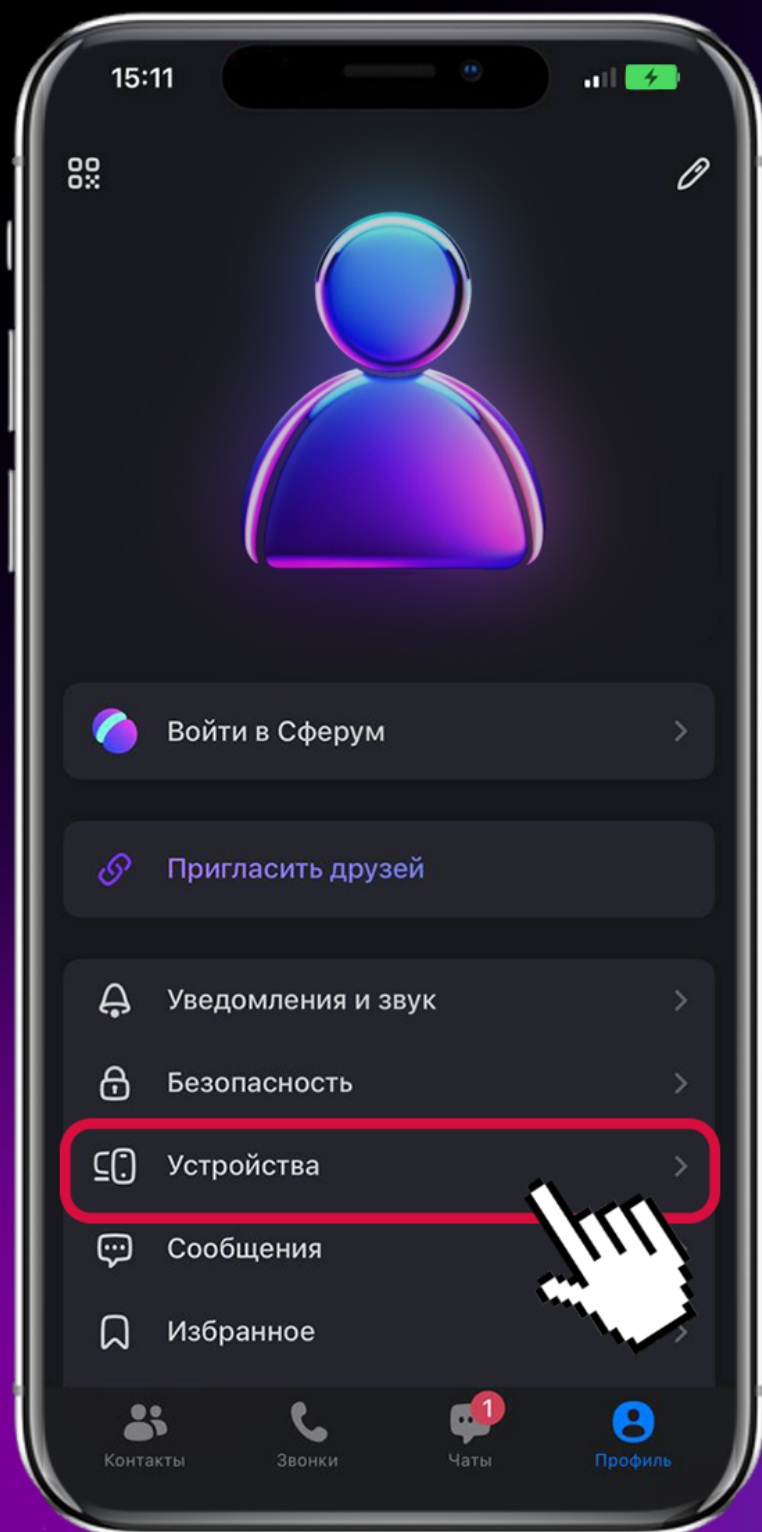 15:11
Войти в Сферум
Пригласить друзей
Уведомления и звук
Безопасность
Устройства
Сообщения
Избранное
1
Контакты
Звонки
Чаты
Профиль